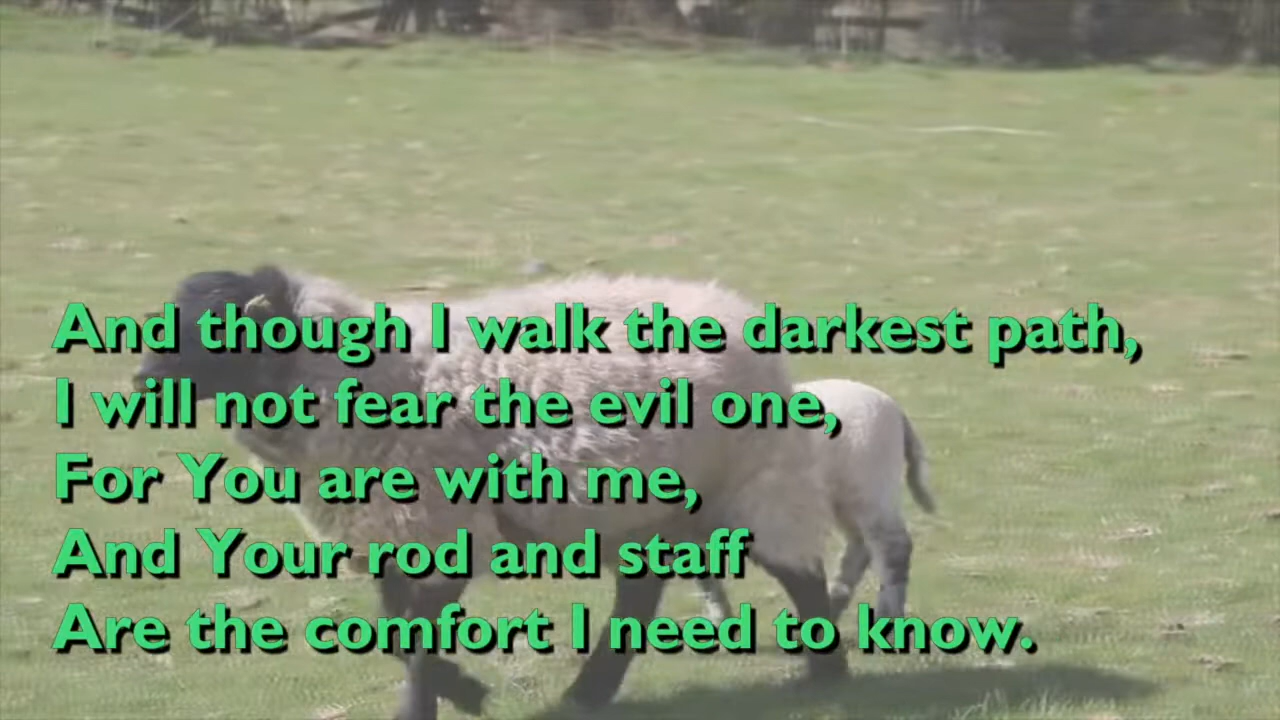 And though I walk the darkest path,
I will not fear the evil one,
For You are with me,
And Your rod and staff
Are the comfort I need to know.